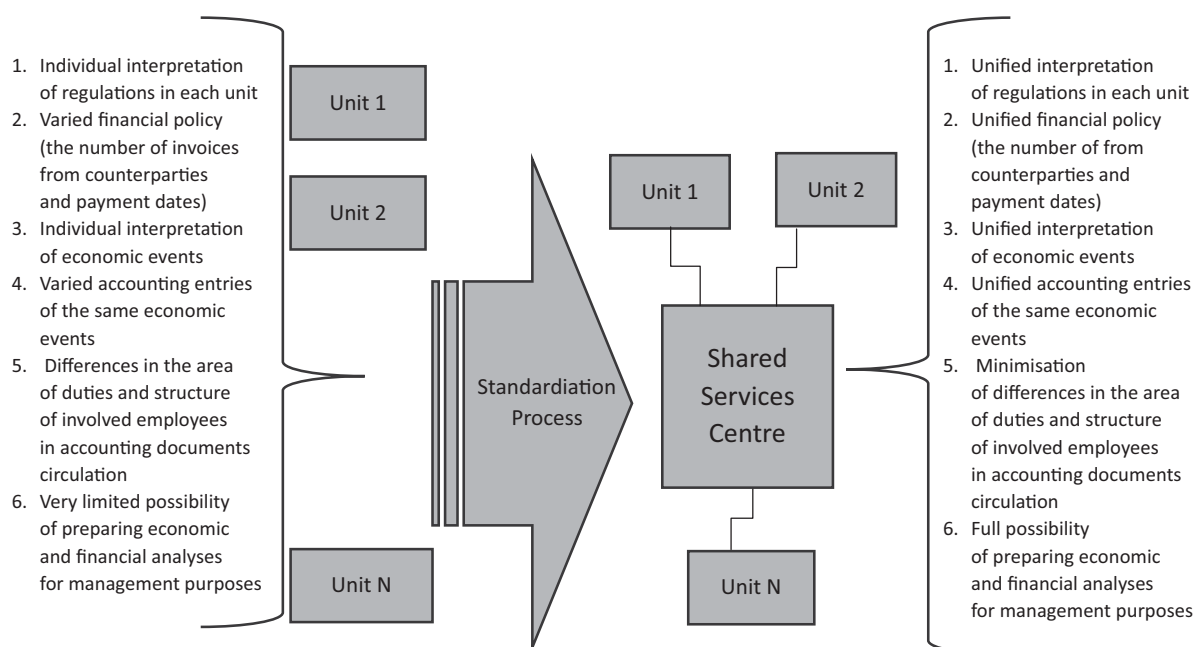 1. Individual interpretation
of regulations in each unit
2. Varied financial policy
(the number of invoices
from counterparties
and payment dates)
3. Individual interpretation
of economic events
4. Varied accounting entries
of the same economic
events
5. Differences in the area
of duties and structure
of involved employees
in accounting documents
circulation
6. Very limited possibility
of preparing economic
and financial analyses
for management purposes
Unit 1
Unit 2
Unit N
Standardiation
Process
Unit 1
Unit 2
Shared
Services
Centre
Unit N
1. Unified interpretation
of regulations in each unit
2. Unified financial policy
(the number of from
counterparties and
payment dates)
3. Unified interpretation
of economic events
4. Unified accounting entries
of the same economic
events
5. Minimisation
of differences in the area
of duties and structure
of involved employees
in accounting documents
circulation
6. Full possibility
of preparing economic
and financial analyses
for management purposes